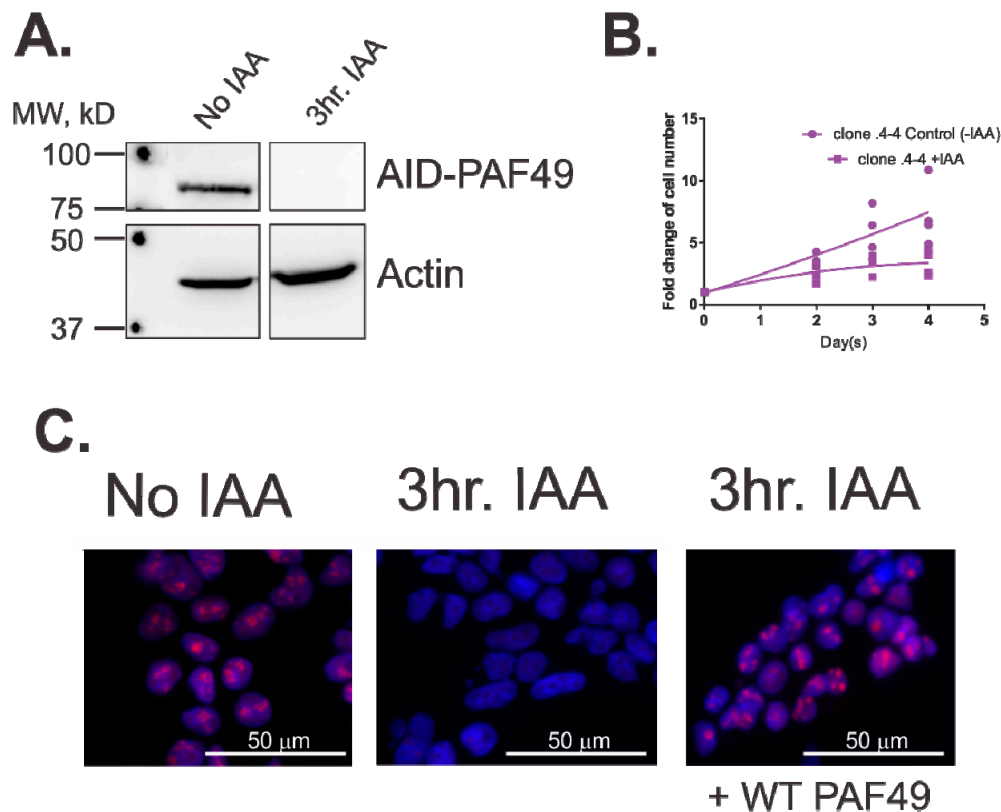 A.
No IAA
3hr. IAA
MW, kD
100
75
AID-PAF49
50
37
Actin
B.
Fold change of cell number
15
10
5
0
0 1 2 3 4 5
Day(s)
clone .4-4 Control (-IAA)
clone .4-4 +IAA
C.
No IAA
3hr. IAA
3hr. IAA
50 μm
50 μm
50 μm
+ WT PAF49